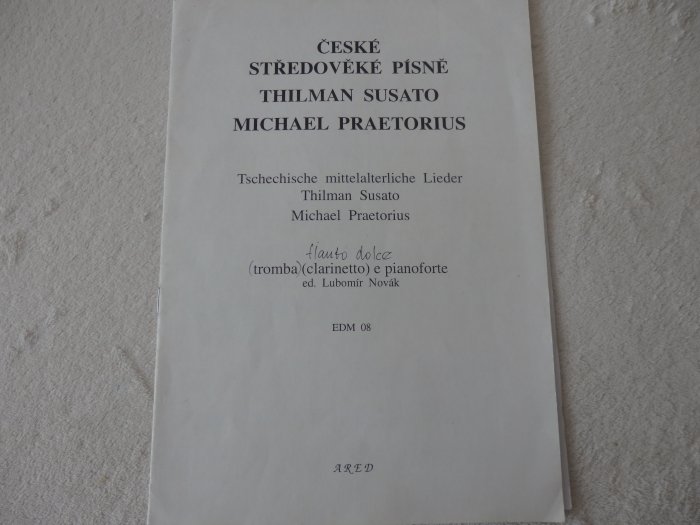 ČESKÉ
STŘEDOVĚKÉ PÍSNĚ
THILMAN SUSATO
MICHAEL PRAETORIUS
Tschechische mittelalterliche Lieder
Thilman Susato
Michael Praetorius
flauto dolce
(tromba)(clarinetto) e pianoforte
ed. Lubomír Novák
EDM 08
ARED